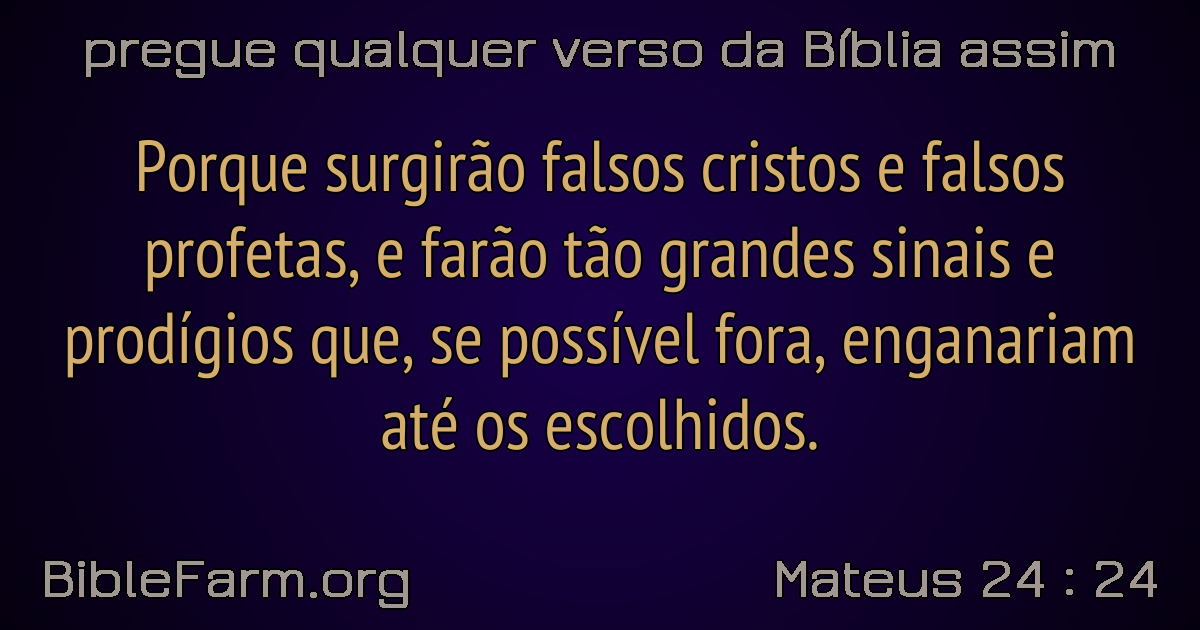 pregue qualquer verso da Bíblia assim
Porque surgirão falsos cristos e falsos
profetas, e farão tão grandes sinais e
prodígios que, se possível fora, enganariam
até os escolhidos.
BibleFarm.org
Mateus 24 : 24